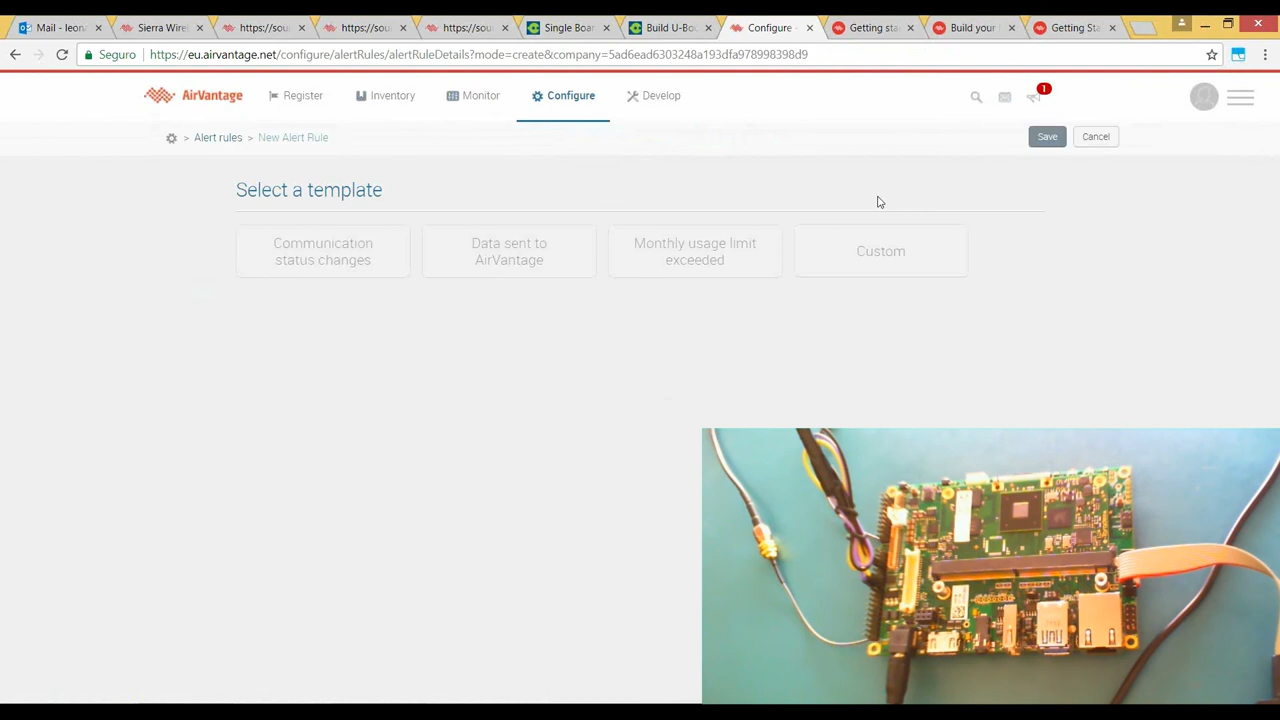 Mail - leon
Sierra Wirel
https://sou
https://sou
https://sou
Single Boar
Build U-Boo
Configure -
Getting sta
Build your
Getting Sta
Seguro https://eu.airvantage.net/configure/alertRules/alertRuleDetails?mode=create&company=5ad6ead6303248a193dfa978998398d9
AirVantage Register Inventory Monitor Configure Develop 1
> Alert rules > New Alert Rule Save Cancel
Select a template
Communication
status changes
Data sent to
AirVantage
Monthly usage limit
exceeded
Custom